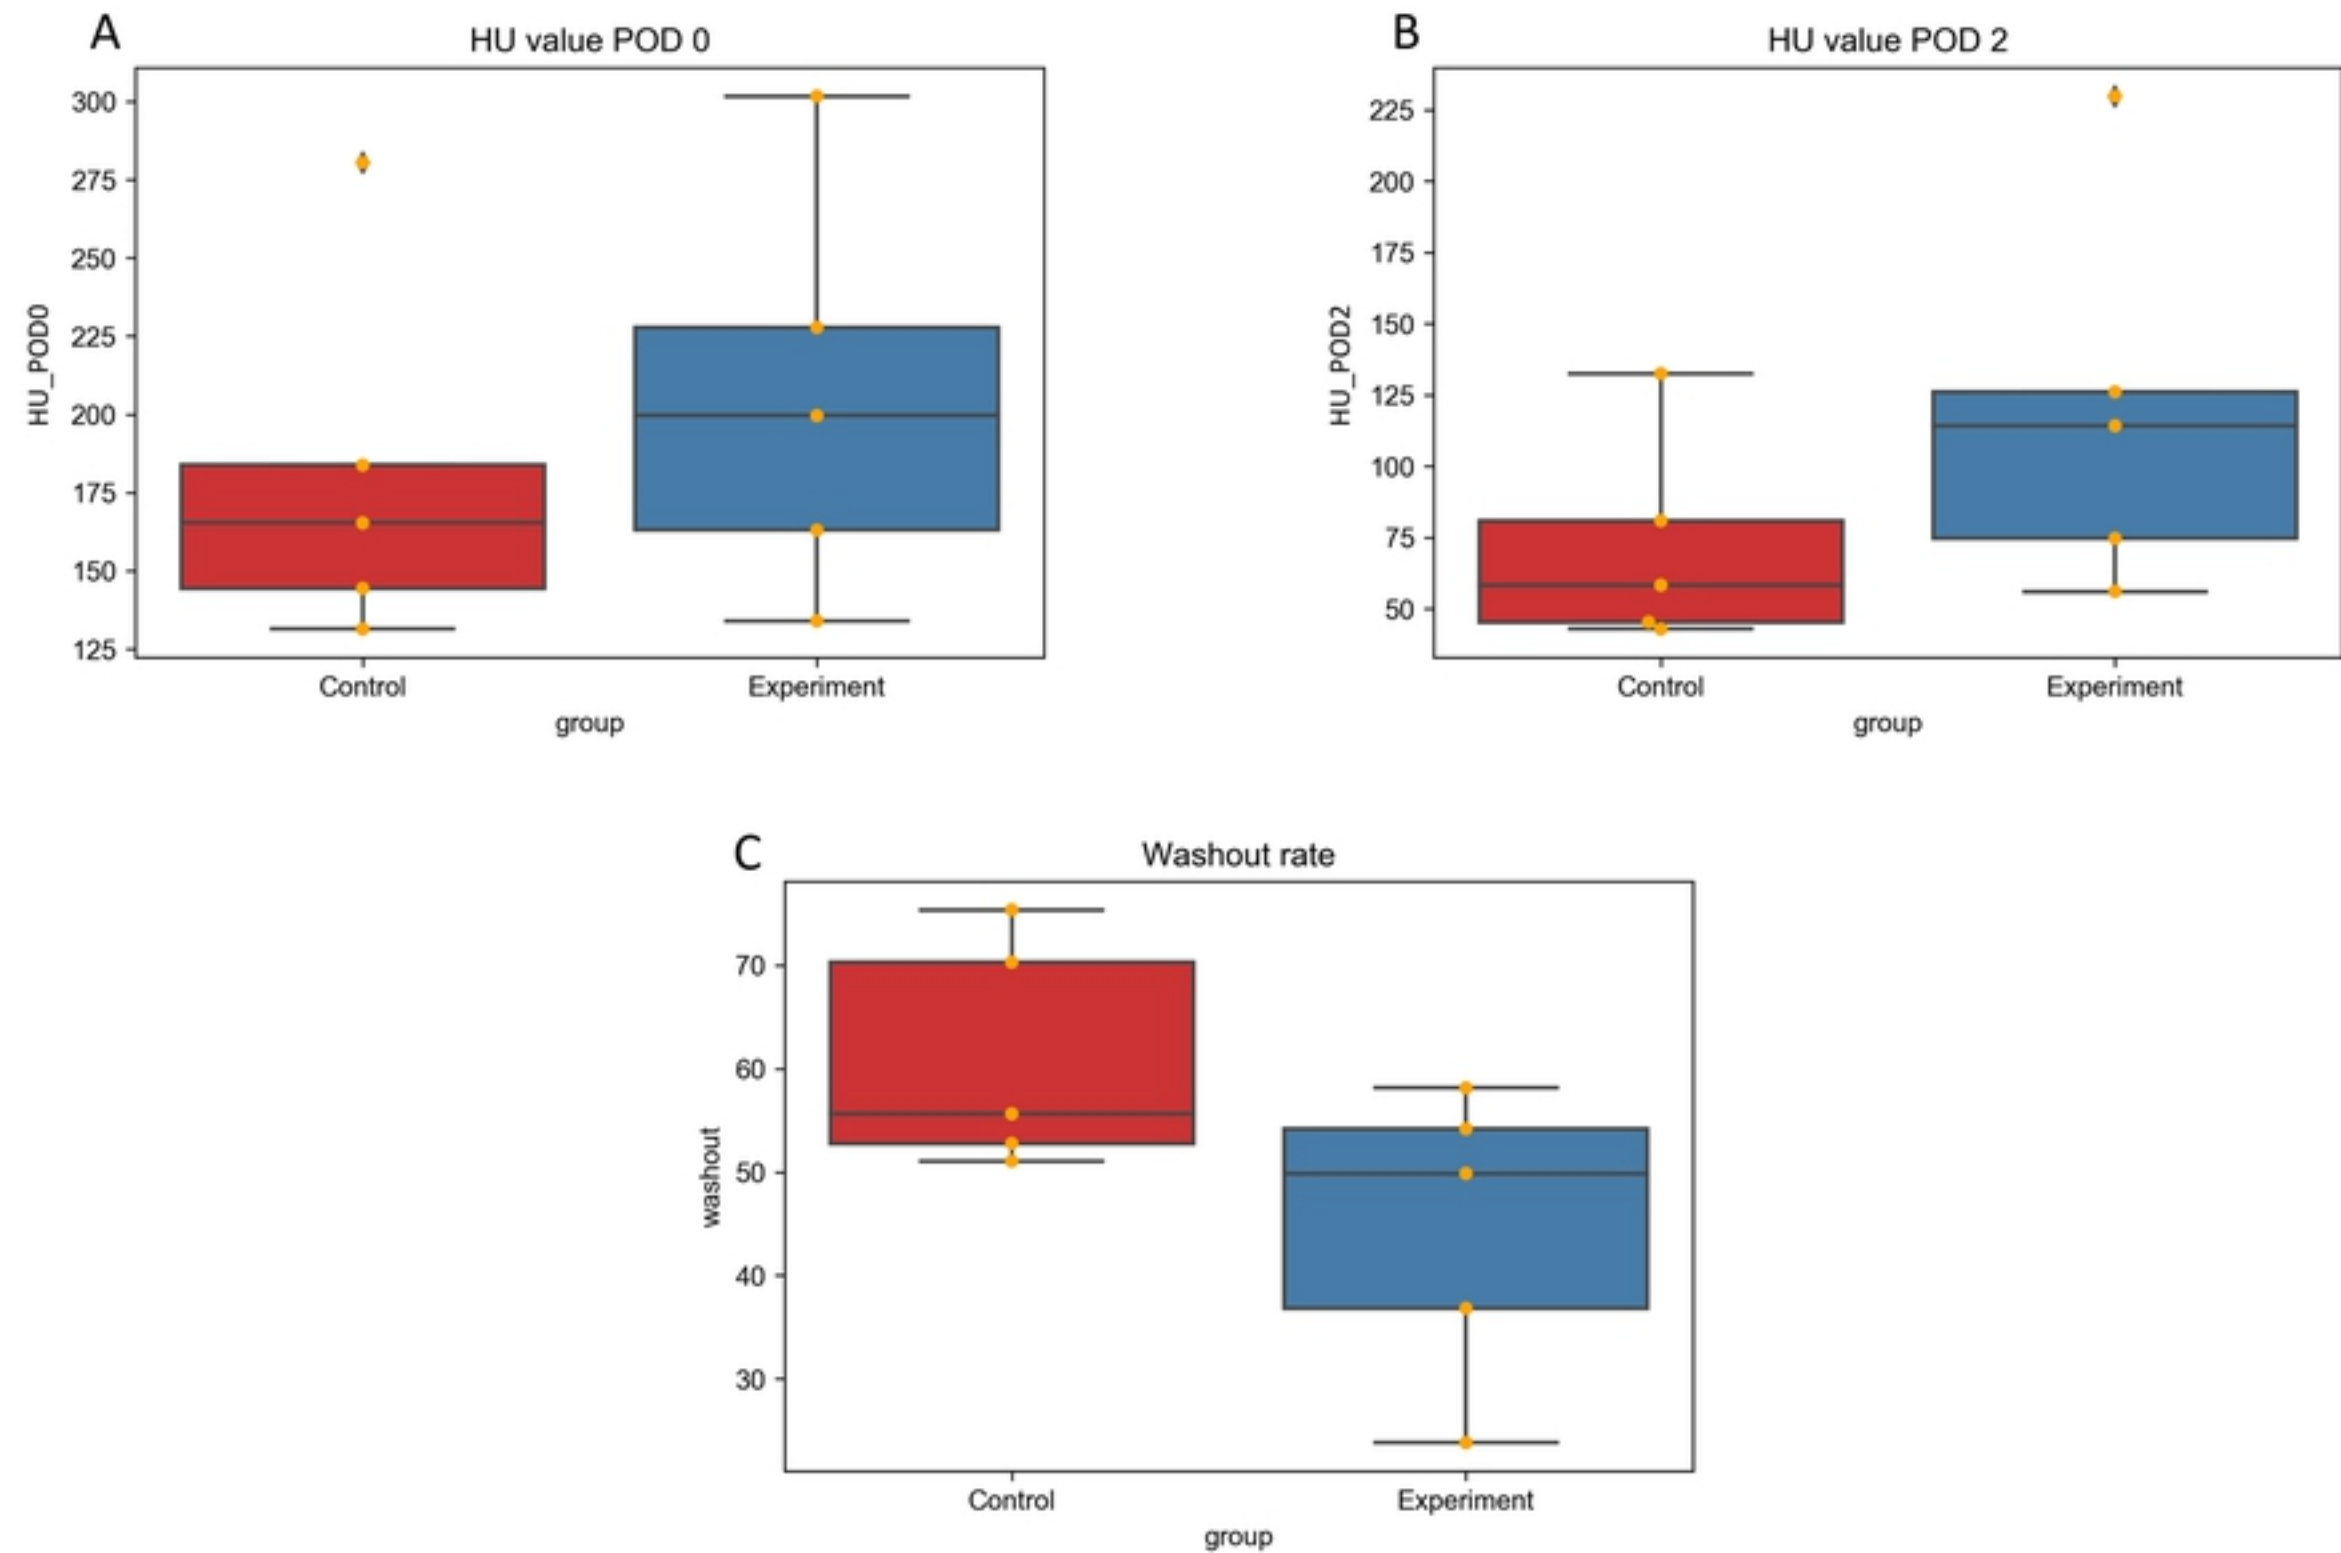 A
HU value POD 0
HU_POD0
300
275
250
225
200
175
150
125
Control
Experiment
group
B
HU value POD 2
HU_POD2
225
200
175
150
125
100
75
50
Control
Experiment
group
C
Washout rate
washout
70
60
50
40
30
Control
Experiment
group